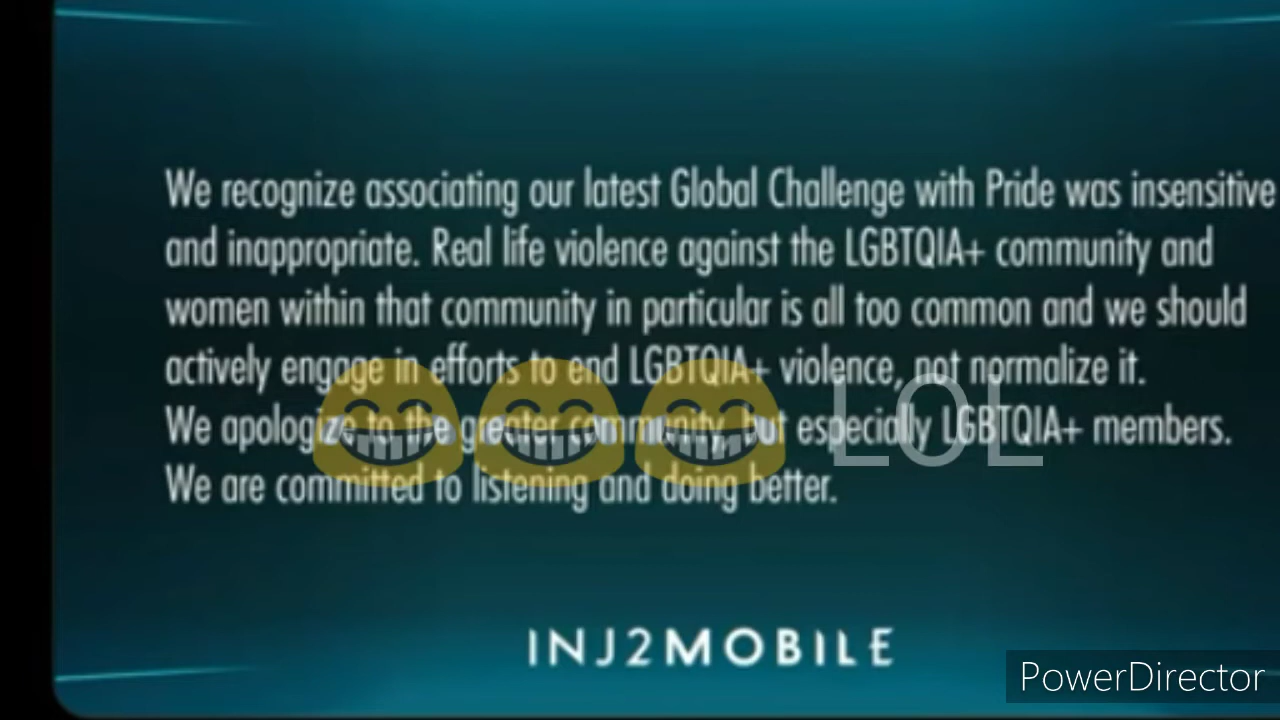 We recognize associating our latest Global Challenge with Pride was insensitive
and inappropriate. Real life violence against the LGBTQIA+ community and
women within that community in particular is all too common and we should
actively engage in efforts to end LGBTQIA+ violence, not normalize it.
We apologize to the greater community, but especially LGBTQIA+ members.
LOL
We are committed to listening and doing better.
INJ2MOBILE
PowerDirector